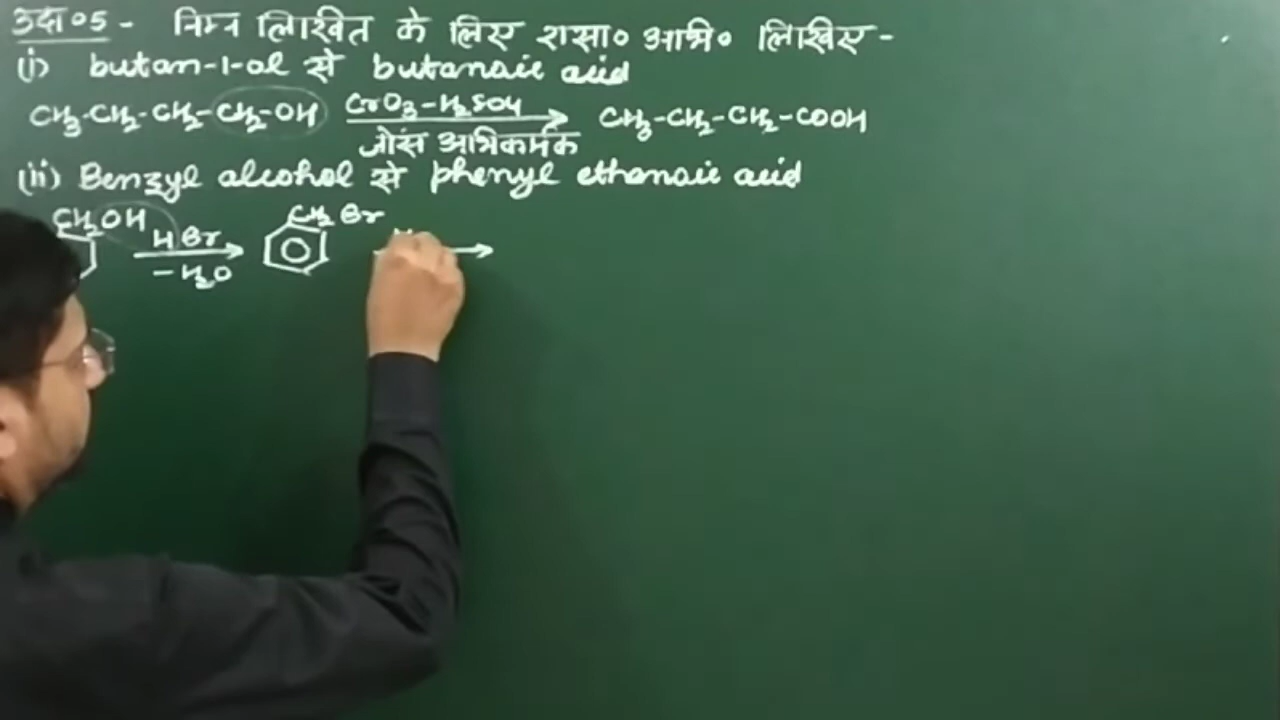 उदा०5- निम्न लिखित के लिए रासा० अभि० लिखिए-
(i) butan-1-ol से butanoic acid
CH₃-CH₂-CH₂-CH₂-OH CrO₃-H₂SO₄ CH₃-CH₂-CH₂-COOH
जोंस अभिकर्मक
(ii) Benzyl alcohol से phenyl ethanoic acid
CH₂OH HBr CH₂Br
-H₂O